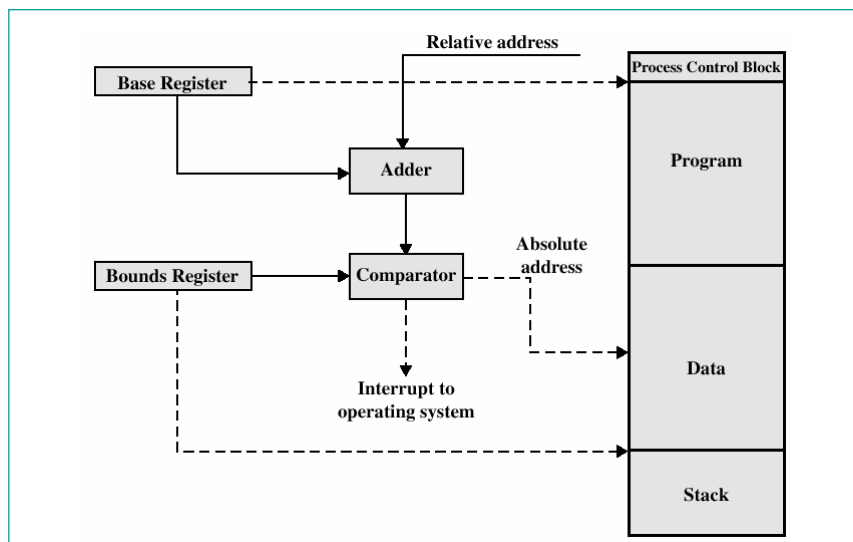 Relative address
Process Control Block
Base Register
Program
Adder
Absolute
address
Bounds Register
Comparator
Data
Interrupt to
operating system
Stack